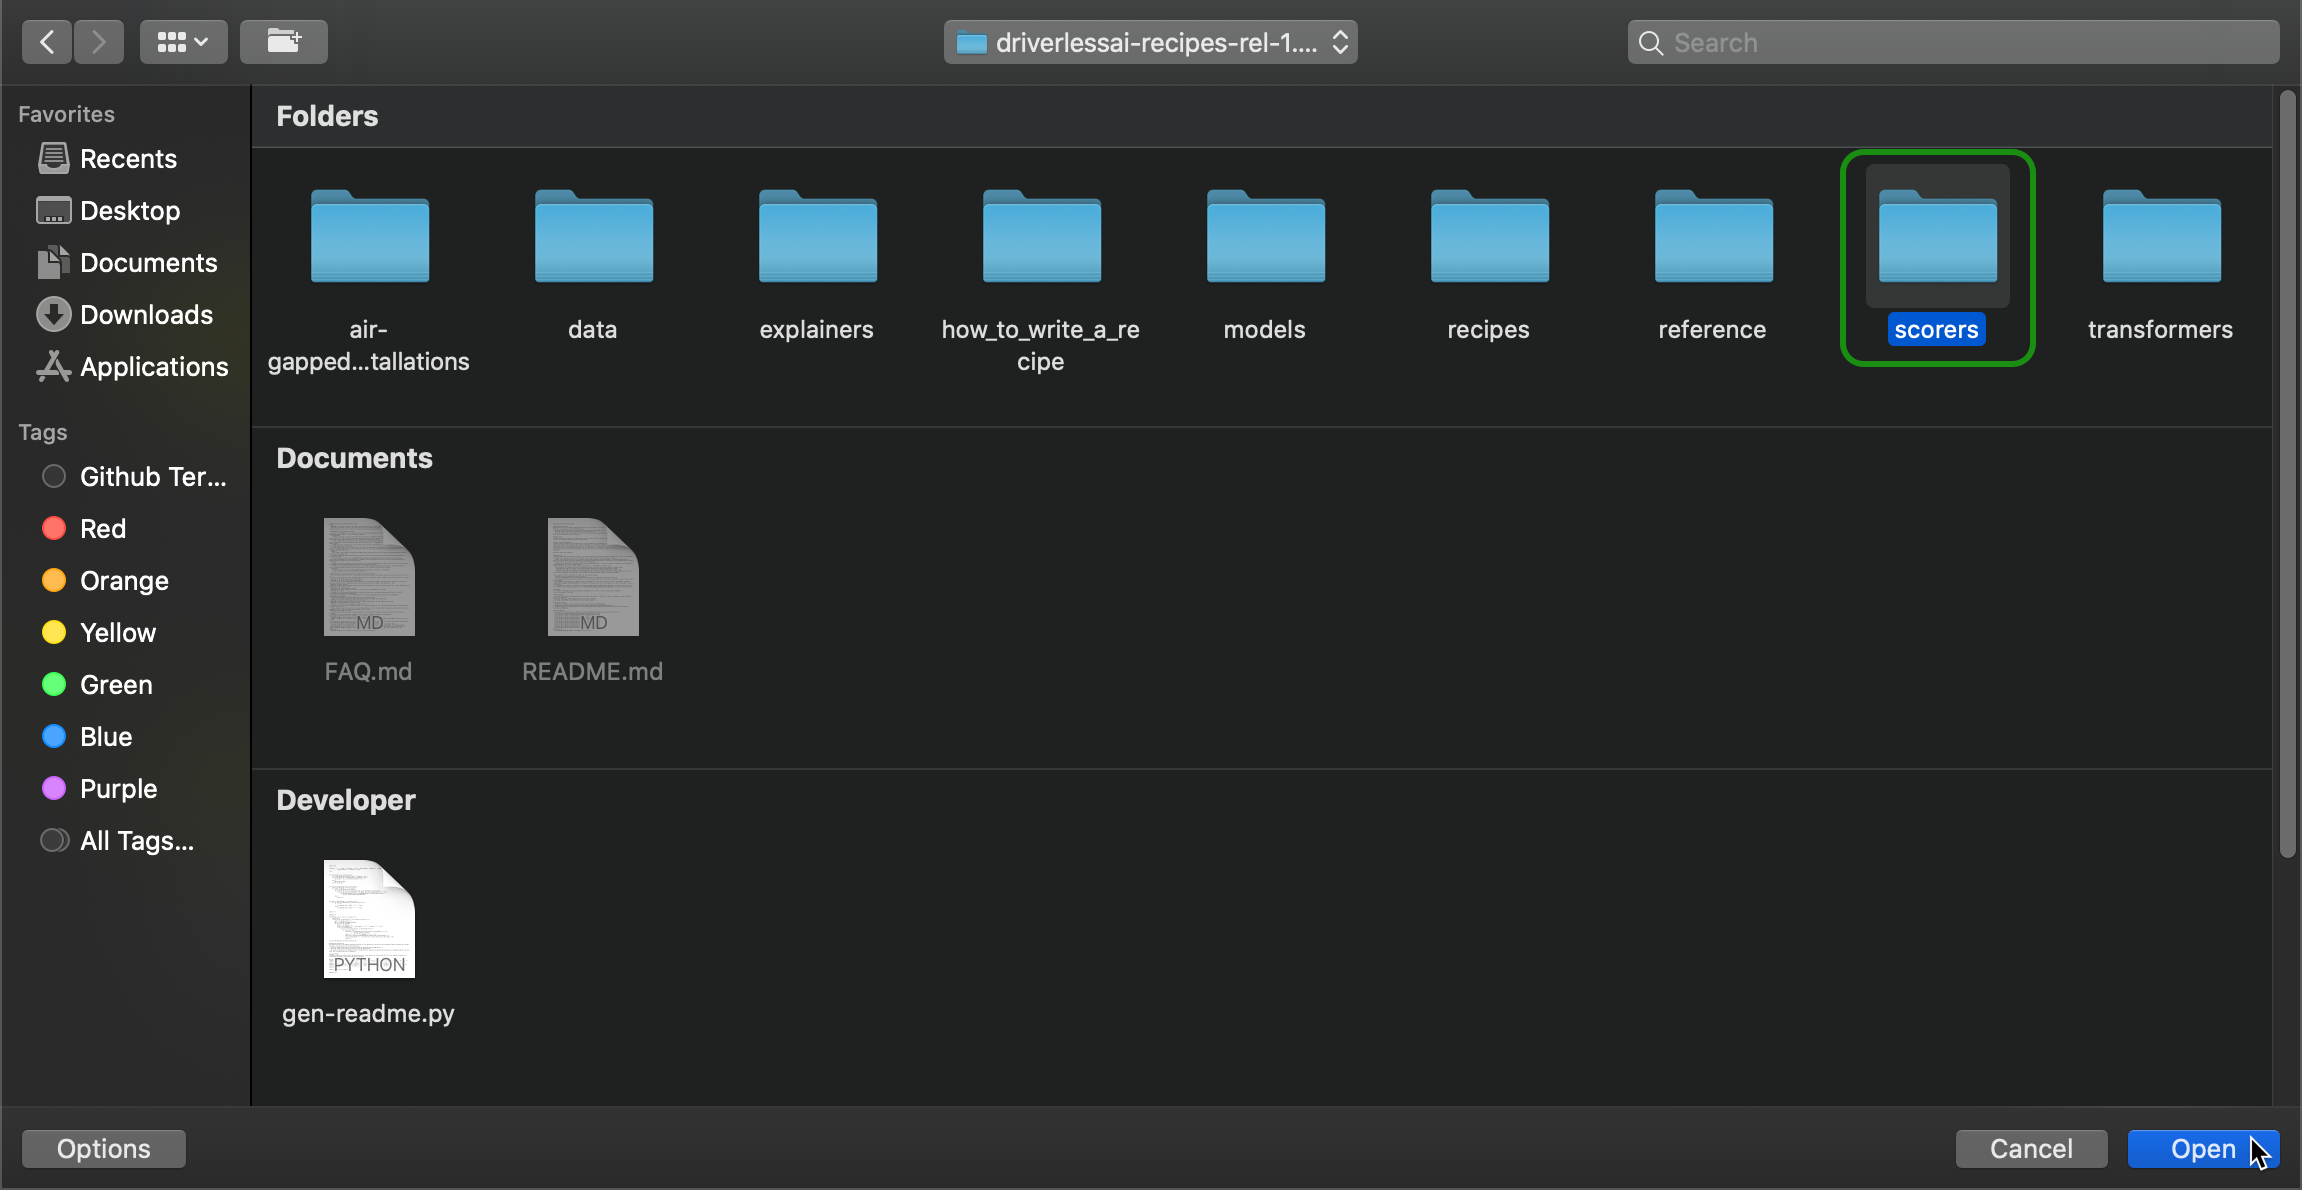 driverlessai-recipes-rel-1....
Search
Favorites
Recents
Desktop
Documents
Downloads
Applications
Tags
Github Ter...
Red
Orange
Yellow
Green
Blue
Purple
All Tags...
Folders
air-
gapped...tallations
data
explainers
how_to_write_a_re
cipe
models
recipes
reference
scorers
transformers
Documents
MD
FAQ.md
MD
README.md
Developer
PYTHON
gen-readme.py
Options
Cancel
Open